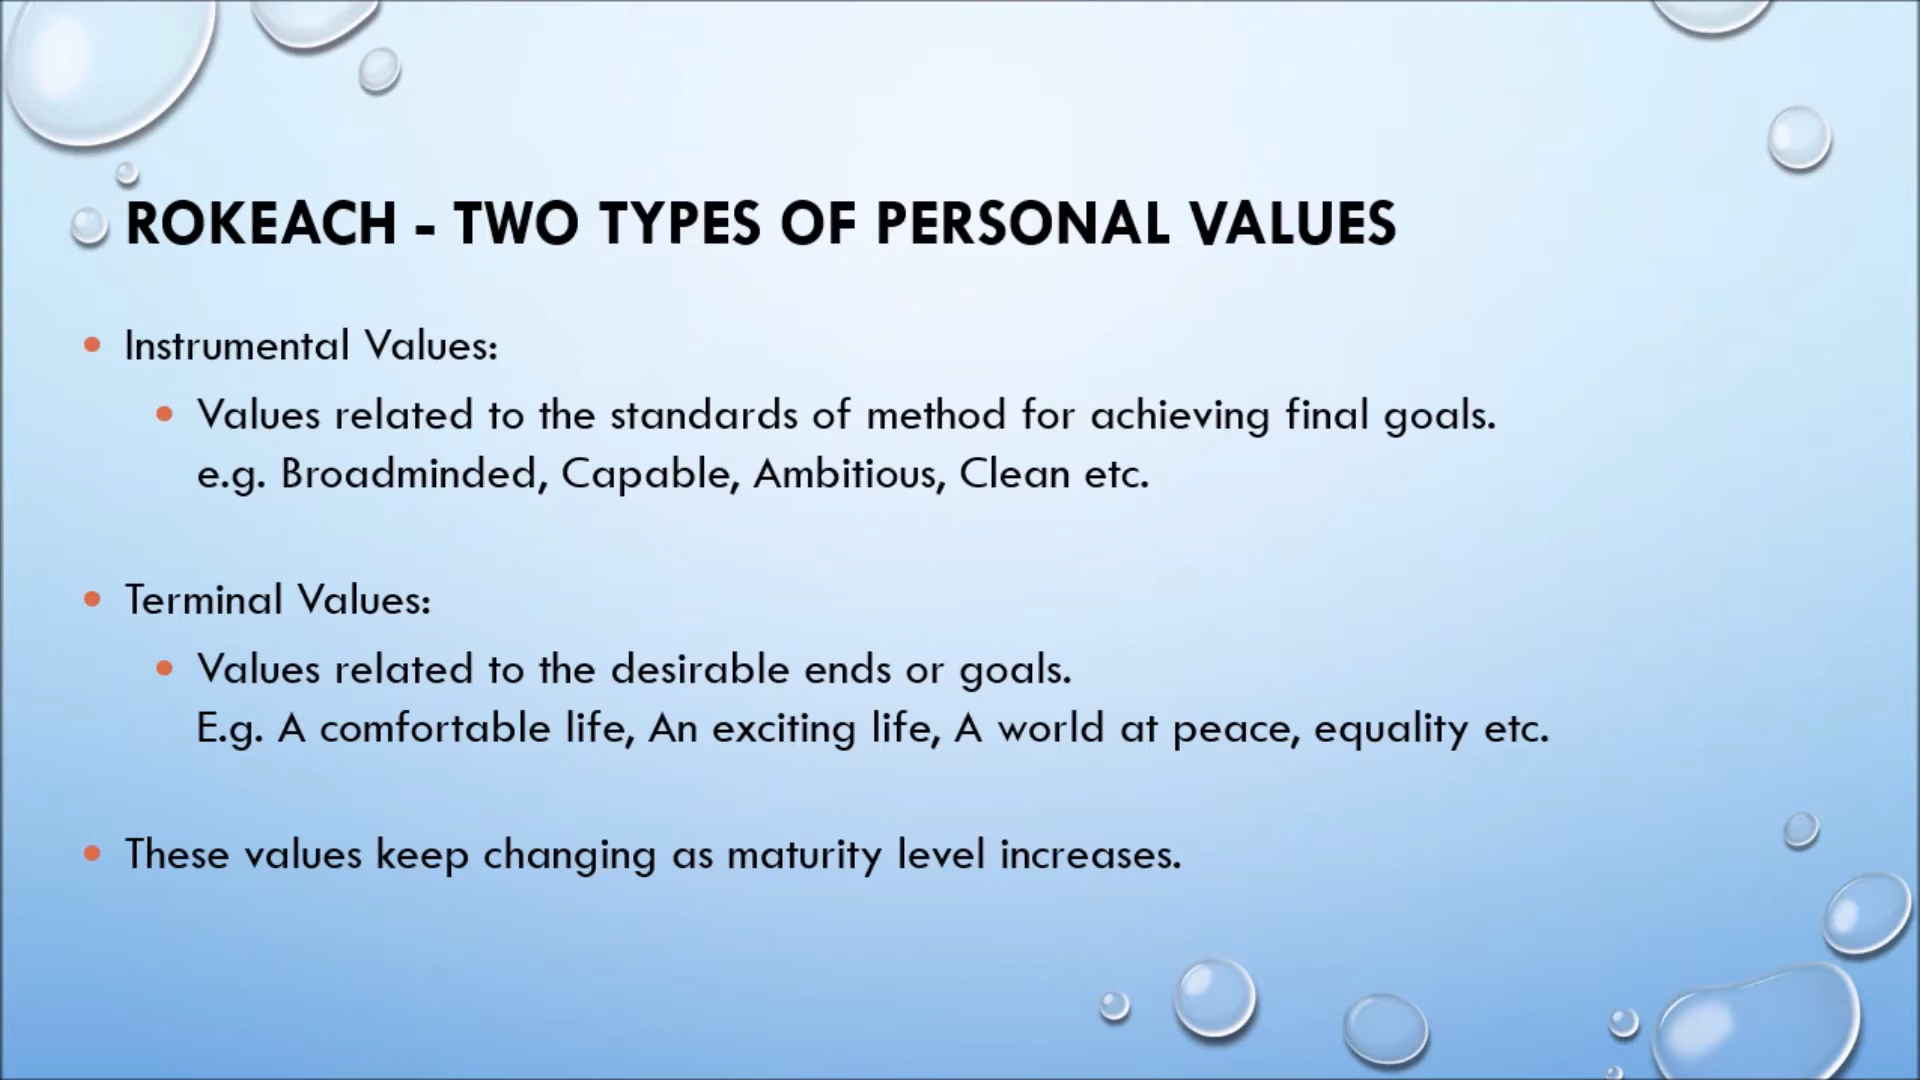 ROKEACH - TWO TYPES OF PERSONAL VALUES
• Instrumental Values:
• Values related to the standards of method for achieving final goals.
e.g. Broadminded, Capable, Ambitious, Clean etc.
• Terminal Values:
• Values related to the desirable ends or goals.
E.g. A comfortable life, An exciting life, A world at peace, equality etc.
• These values keep changing as maturity level increases.